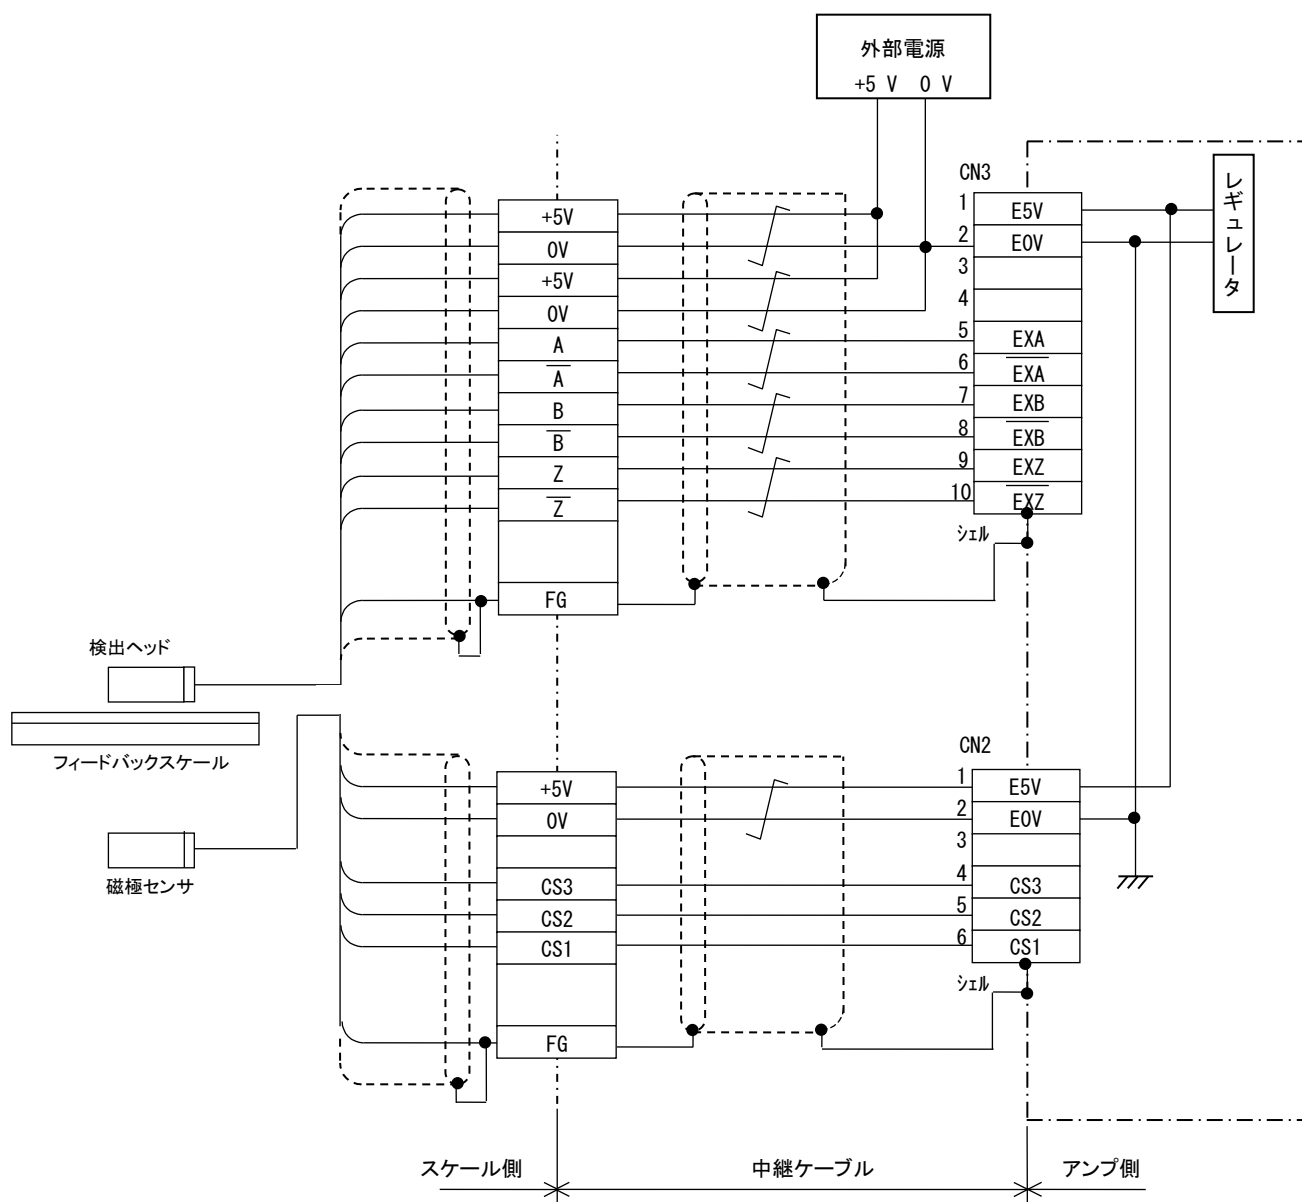 外部電源
+5 V 0 V
レギュレータ
CN3
+5V
0V
+5V
0V
A
A̅
B
B̅
Z
Z̅
FG
1 E5V
2 E0V
3
4
5 EXA
6 E̅X̅A̅
7 EXB
8 E̅X̅B̅
9 EXZ
10 E̅X̅Z̅
シェル
検出ヘッド
フィードバックスケール
磁極センサ
CN2
+5V
0V
CS3
CS2
CS1
FG
1 E5V
2 E0V
3
4 CS3
5 CS2
6 CS1
シェル
スケール側
中継ケーブル
アンプ側